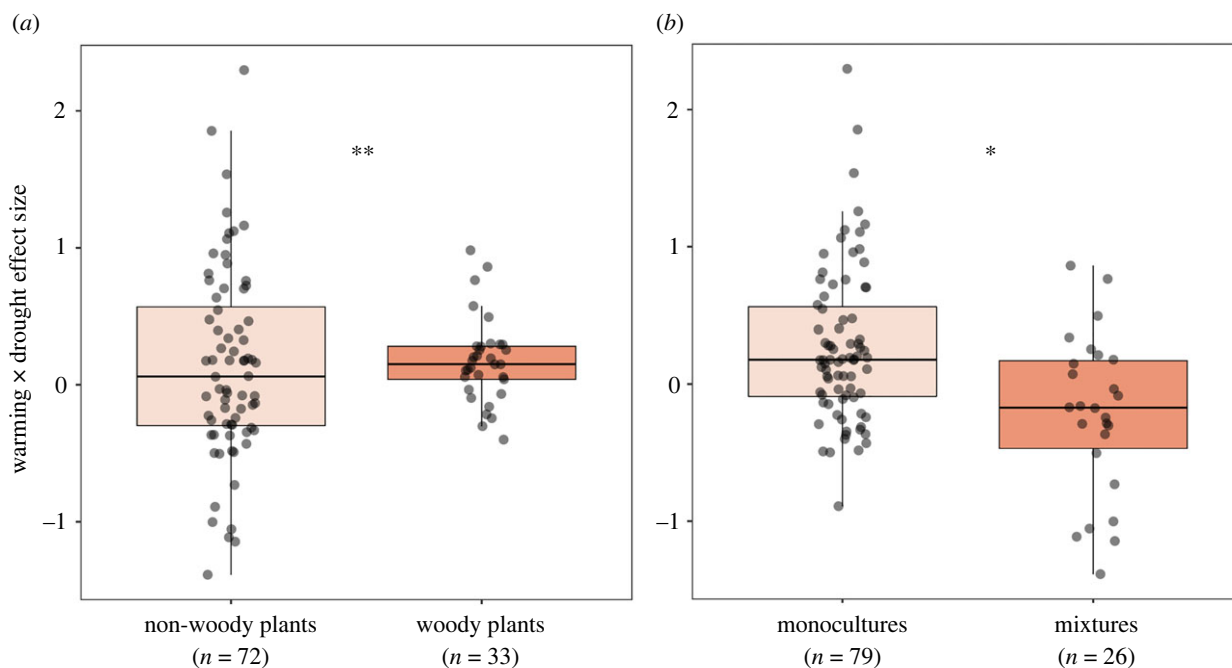 (a)
(b)
warming × drought effect size
2
1
0
–1
**
non-woody plants
(n = 72)
woody plants
(n = 33)
2
1
0
–1
*
monocultures
(n = 79)
mixtures
(n = 26)